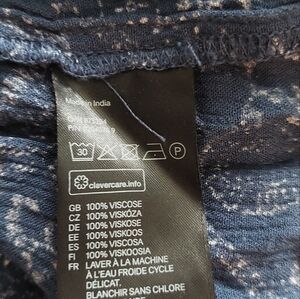 Made in India
30
P
clevercare.info
GB 100% VISCOSE
CZ 100% VISKÓZA
DE 100% VISKOSE
EE 100% VISKOOS
ES 100% VISCOSA
FI 100% VISKOOSIA
FR LAVER À LA MACHINE
À L'EAU FROIDE CYCLE
DÉLICAT.
BLANCHIR SANS CHLORE